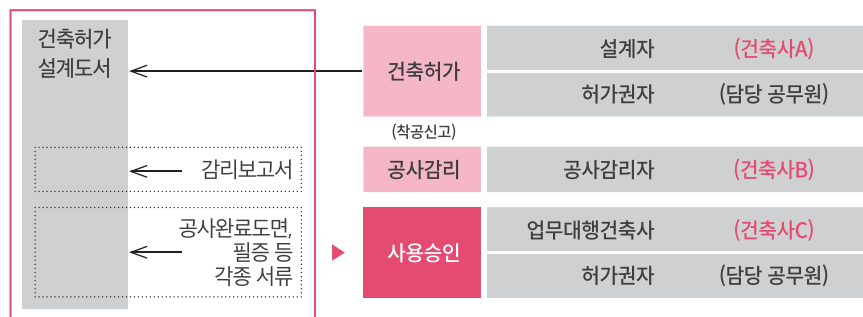 건축허가
설계도서
감리보고서
공사완료도면,
필증 등
각종 서류
건축허가
설계자 (건축사A)
허가권자 (담당 공무원)
(착공신고)
공사감리
공사감리자 (건축사B)
사용승인
업무대행건축사 (건축사C)
허가권자 (담당 공무원)